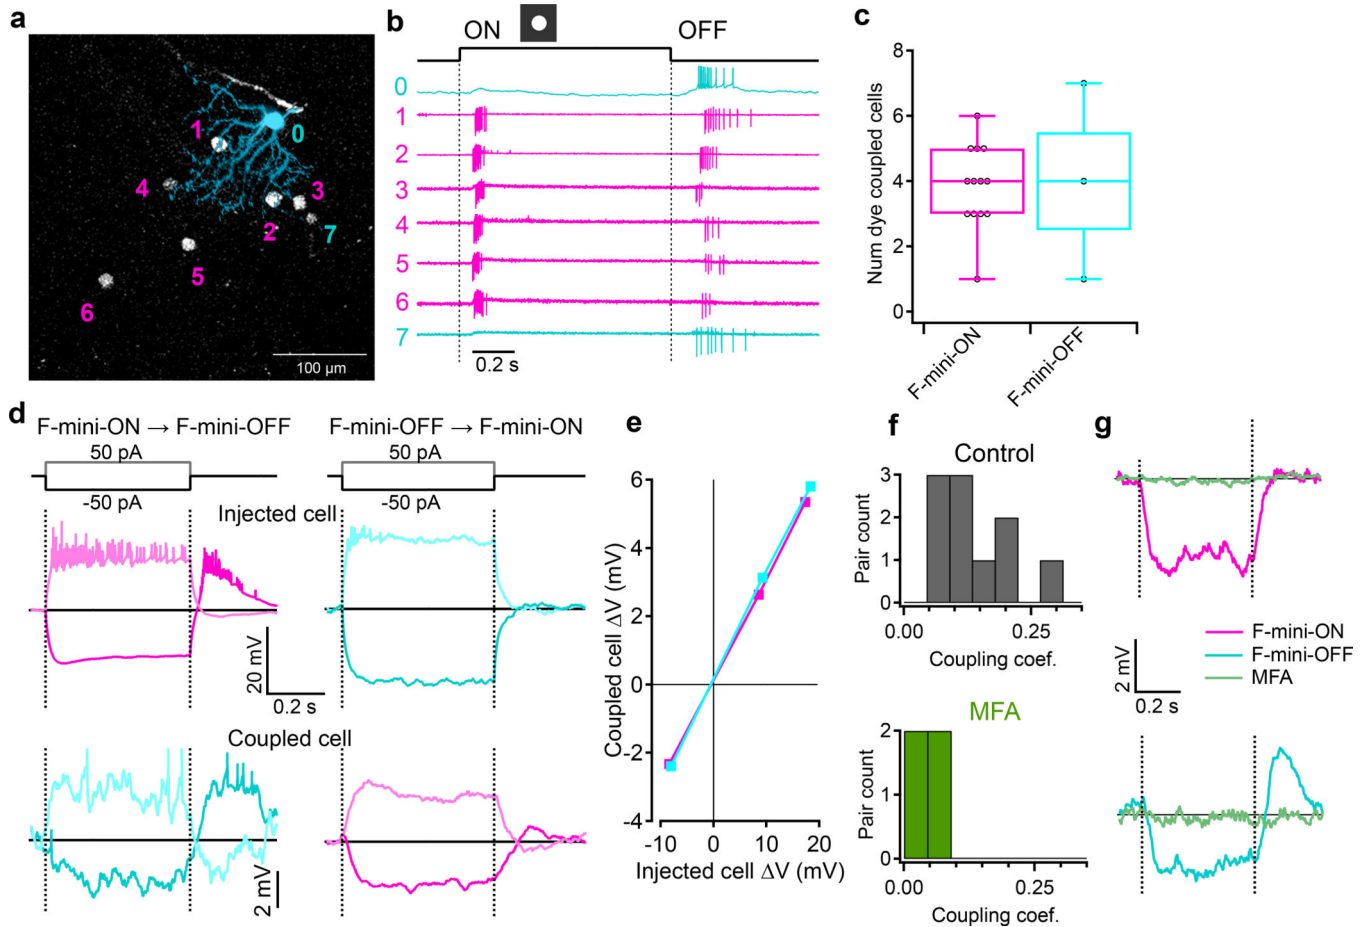 a
1
0
4
3
2
7
5
6
100 µm
b
ON
OFF
0
1
2
3
4
5
6
7
0.2 s
c
Num dye coupled cells
8
6
4
2
0
F-mini-ON
F-mini-OFF
d
F-mini-ON → F-mini-OFF
F-mini-OFF → F-mini-ON
50 pA
50 pA
-50 pA
-50 pA
Injected cell
20 mV
0.2 s
Coupled cell
2 mV
e
Coupled cell ΔV (mV)
6
4
2
0
-2
-4
-10
0
10
20
Injected cell ΔV (mV)
f
Control
Pair count
3
2
1
0
0.00
0.25
Coupling coef.
MFA
Pair count
2
1
0
0.00
0.25
Coupling coef.
g
F-mini-ON
F-mini-OFF
MFA
2 mV
0.2 s